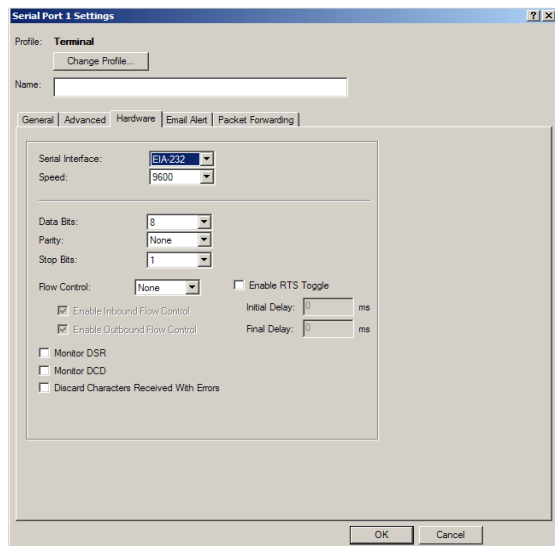 Serial Port 1 Settings
Profile: Terminal
Change Profile...
Name:
General Advanced Hardware Email Alert Packet Forwarding
Serial Interface: EIA-232
Speed: 9600
Data Bits: 8
Parity: None
Stop Bits: 1
Flow Control: None Enable RTS Toggle
Enable Inbound Flow Control Initial Delay: 0 ms
Enable Outbound Flow Control Final Delay: 0 ms
Monitor DSR
Monitor DCD
Discard Characters Received With Errors
OK Cancel